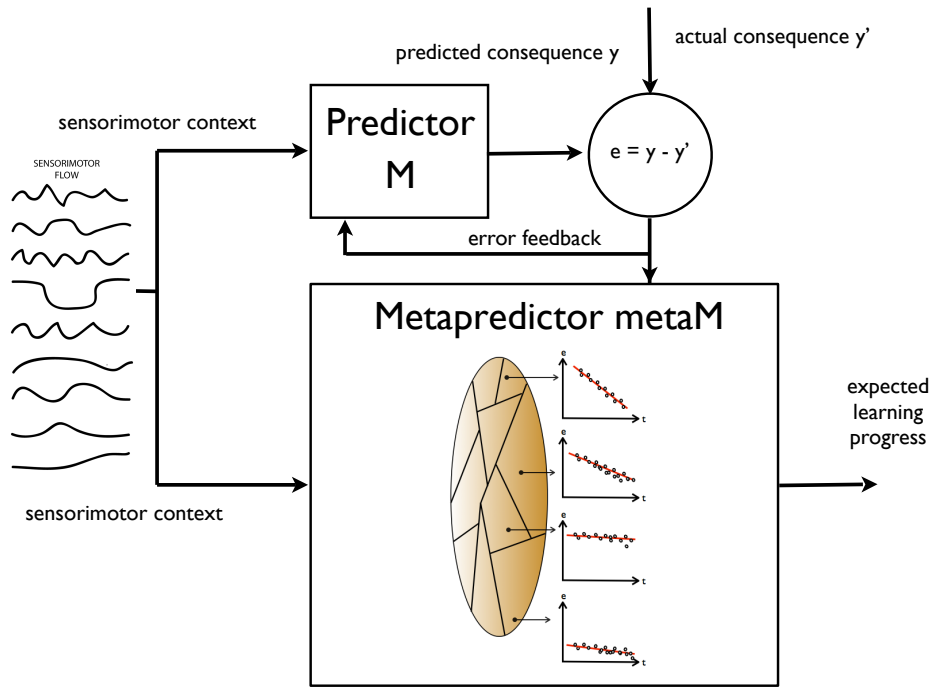 predicted consequence y
actual consequence y'
sensorimotor context
Predictor
M
e = y - y'
SENSORIMOTOR
FLOW
error feedback
Metapredictor metaM
e
t
e
t
e
t
e
t
expected
learning
progress
sensorimotor context